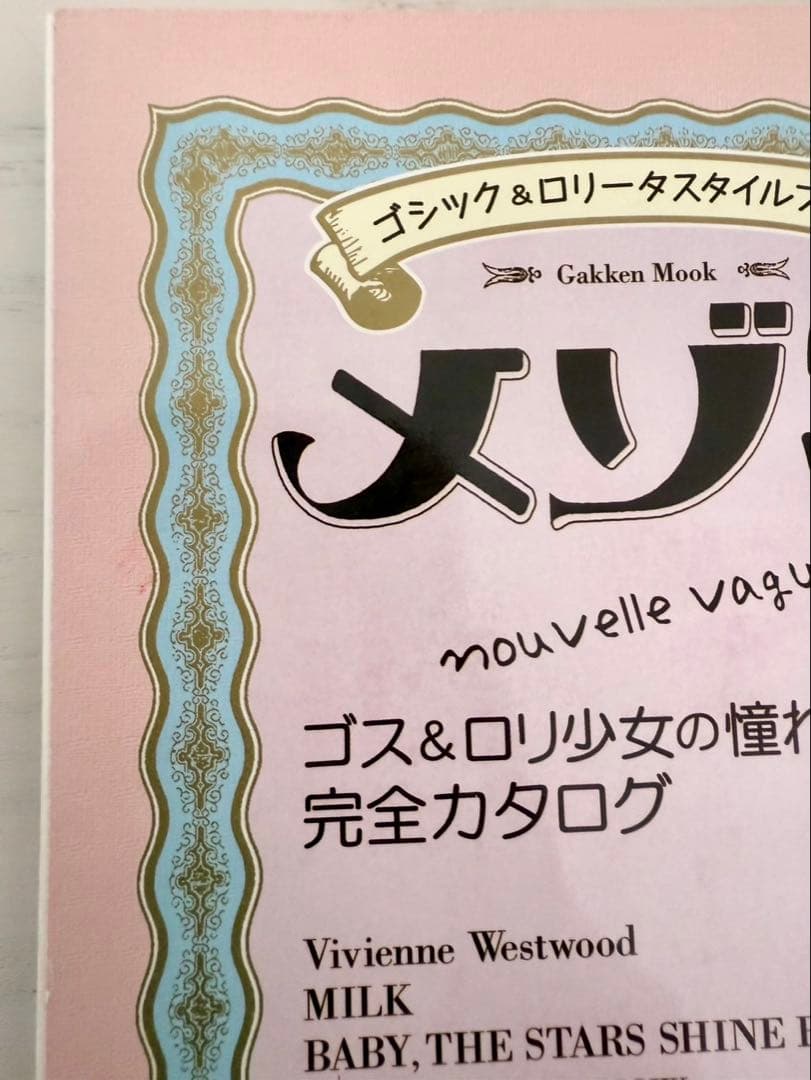 ゴシック&ロリータスタイルブ
Gakken Mook
メゾ
nouvelle vagu
ゴス&ロリ少女の憧れ
完全カタログ
Vivienne Westwood
MILK
BABY, THE STARS SHINE B